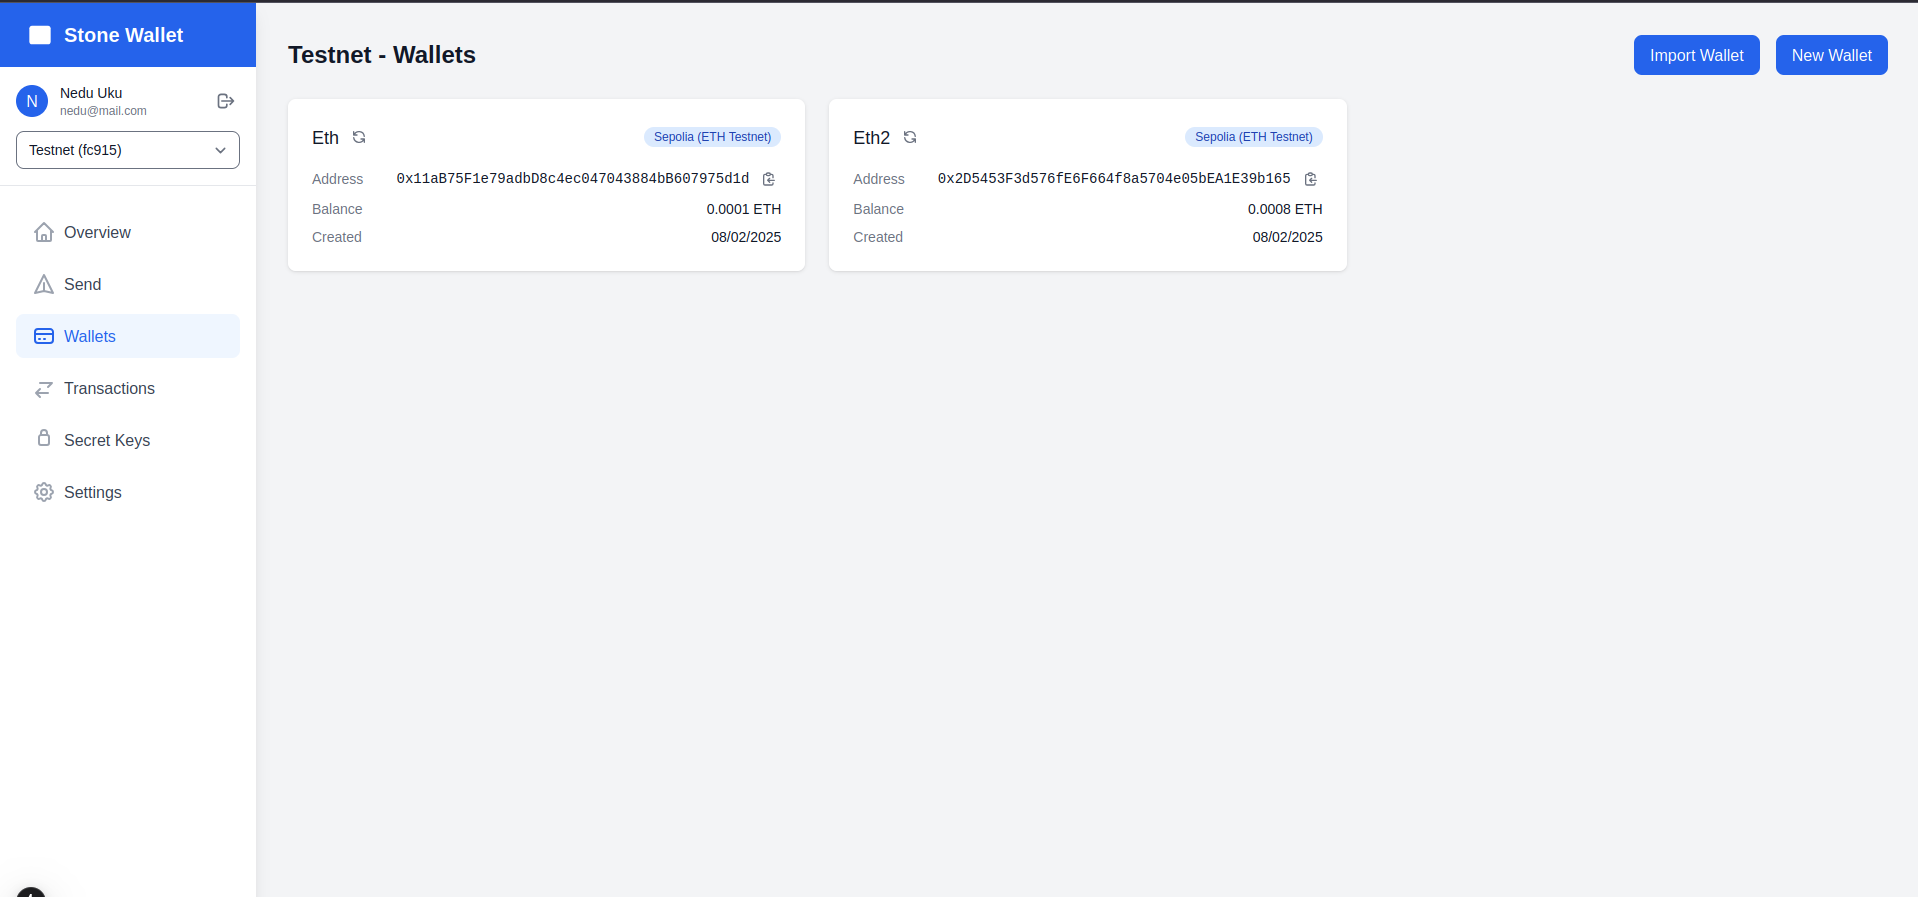 Stone Wallet
N
Nedu Uku
nedu@mail.com
Testnet (fc915)
Overview
Send
Wallets
Transactions
Secret Keys
Settings
Testnet - Wallets
Import Wallet
New Wallet
Eth
Sepolia (ETH Testnet)
Address 0x11aB75F1e79adbD8c4ec047043884bB607975d1d
Balance 0.0001 ETH
Created 08/02/2025
Eth2
Sepolia (ETH Testnet)
Address 0x2D5453F3d576fE6F664f8a5704e05bEA1E39b165
Balance 0.0008 ETH
Created 08/02/2025